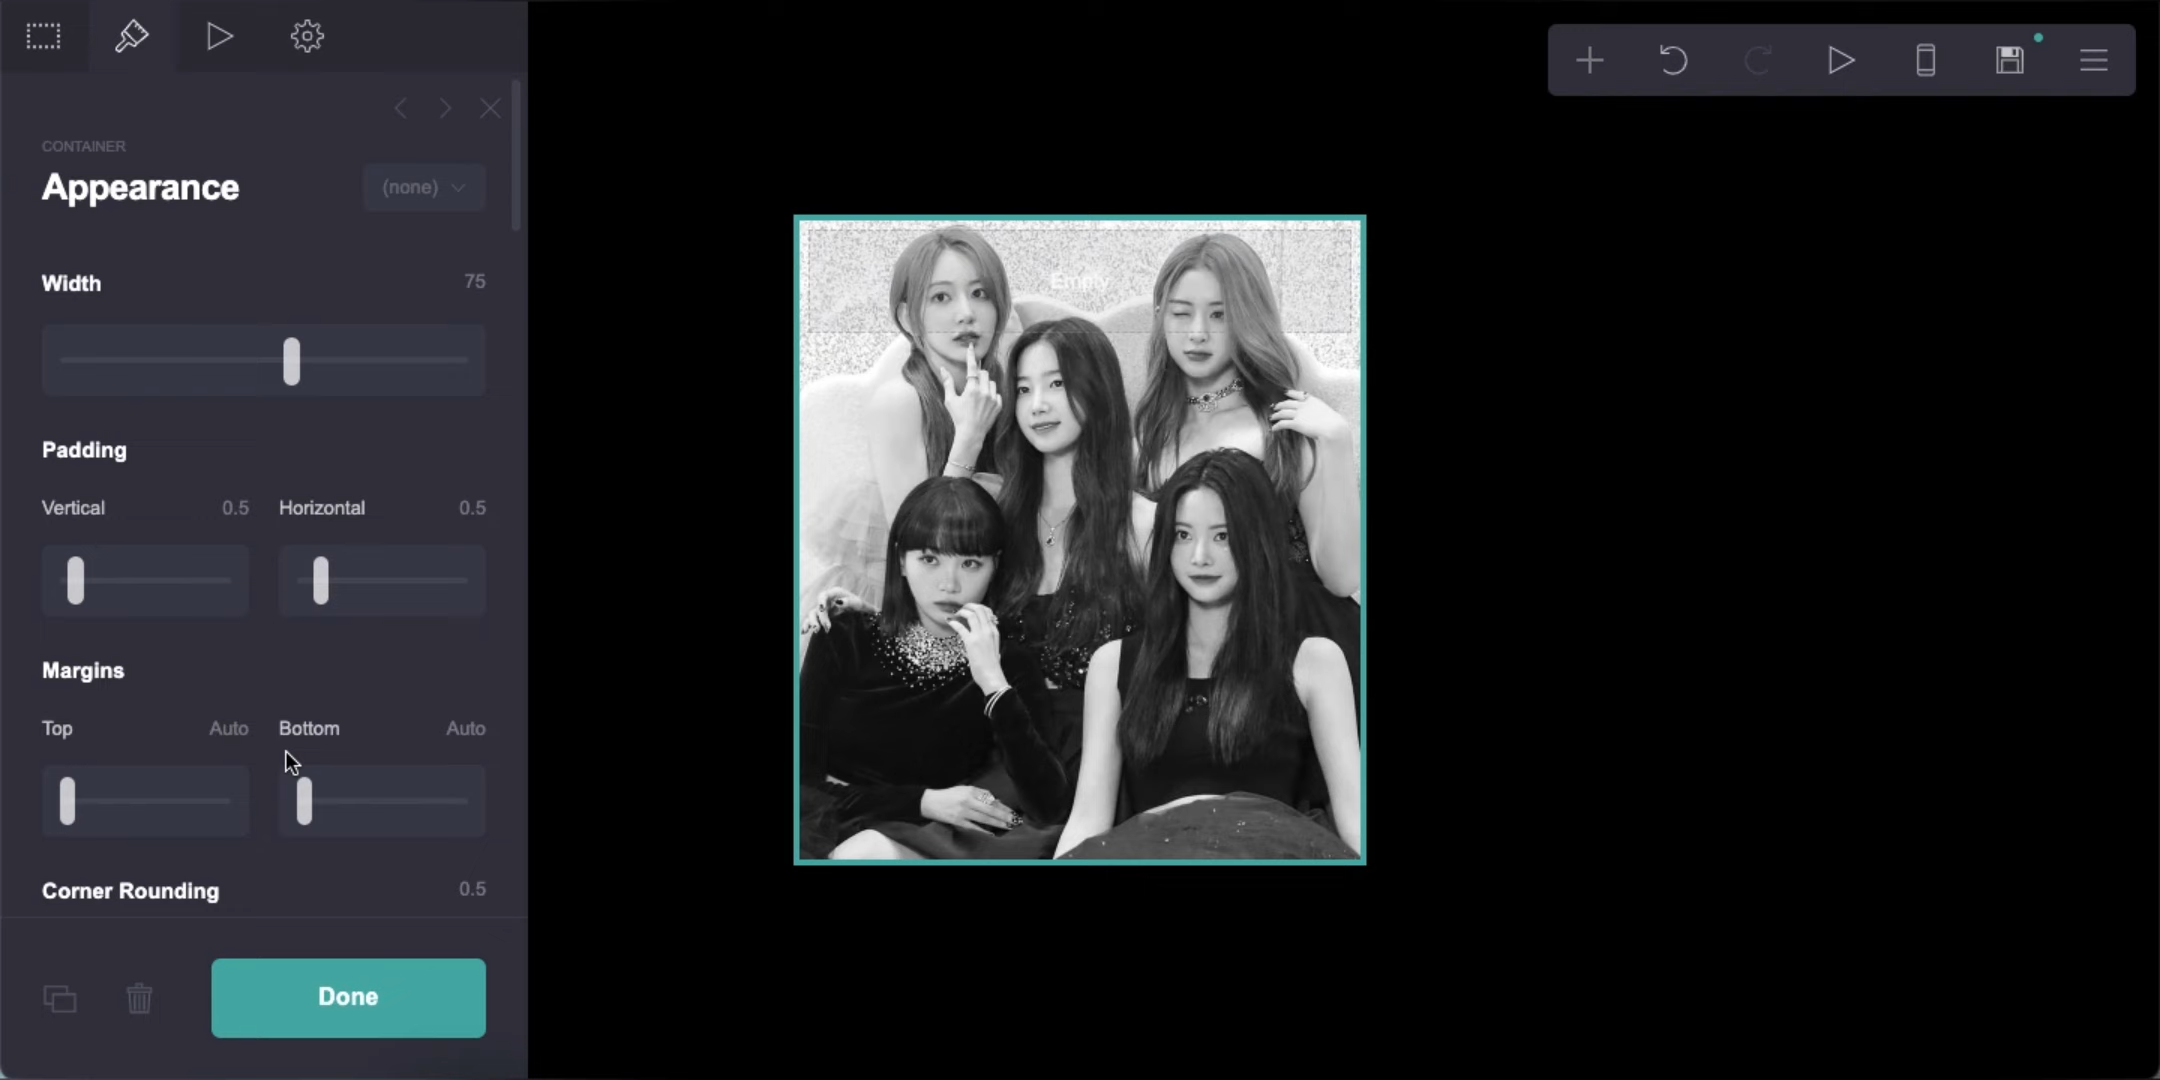 CONTAINER
Appearance
(none)
Width 75
Padding
Vertical 0.5 Horizontal 0.5
Margins
Top Auto Bottom Auto
Corner Rounding 0.5
Done
Empty